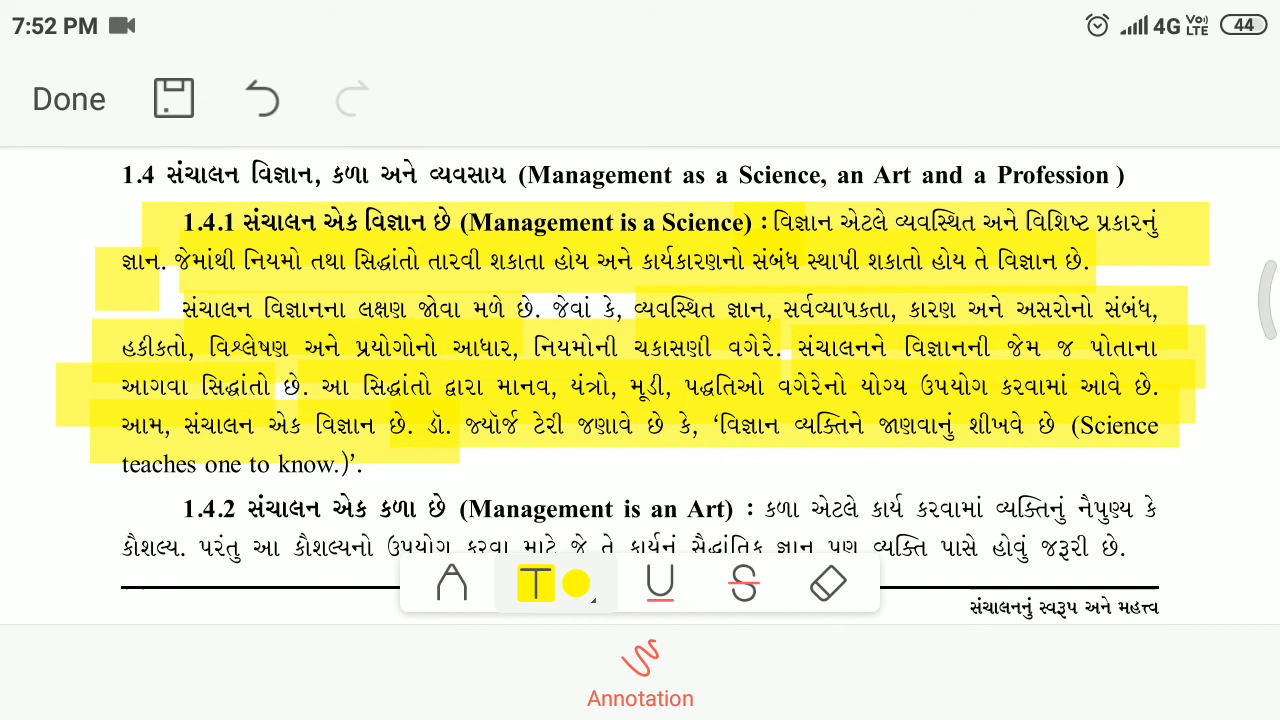 7:52 PM 4G Vo) LTE 44
Done
1.4 સંચાલન વિજ્ઞાન, કળા અને વ્યવસાય (Management as a Science, an Art and a Profession )
1.4.1 સંચાલન એક વિજ્ઞાન છે (Management is a Science) : વિજ્ઞાન એટલે વ્યવસ્થિત અને વિશિષ્ટ પ્રકારનું
જ્ઞાન. જેમાંથી નિયમો તથા સિદ્ધાંતો તારવી શકાતા હોય અને કાર્યકારણનો સંબંધ સ્થાપી શકાતો હોય તે વિજ્ઞાન છે.
સંચાલન વિજ્ઞાનના લક્ષણ જોવા મળે છે. જેવાં કે, વ્યવસ્થિત જ્ઞાન, સર્વવ્યાપકતા, કારણ અને અસરોનો સંબંધ,
હકીકતો, વિશ્લેષણ અને પ્રયોગોનો આધાર, નિયમોની ચકાસણી વગેરે. સંચાલનને વિજ્ઞાનની જેમ જ પોતાના
આગવા સિદ્ધાંતો છે. આ સિદ્ધાંતો દ્વારા માનવ, યંત્રો, મૂડી, પદ્ધતિઓ વગેરેનો યોગ્ય ઉપયોગ કરવામાં આવે છે.
આમ, સંચાલન એક વિજ્ઞાન છે. ડૉ. જ્યૉર્જ ટેરી જણાવે છે કે, ‘વિજ્ઞાન વ્યક્તિને જાણવાનું શીખવે છે (Science
teaches one to know.)’.
1.4.2 સંચાલન એક કળા છે (Management is an Art) : કળા એટલે કાર્ય કરવામાં વ્યક્તિનું નૈપુણ્ય કે
કૌશલ્ય. પરંતુ આ કૌશલ્યનો ઉપયોગ કરવા માટે જે તે કાર્યનું સૈદ્ધાંતિક જ્ઞાન પણ વ્યક્તિ પાસે હોવું જરૂરી છે.
T U S
સંચાલનનું સ્વરૂપ અને મહત્ત્વ
Annotation